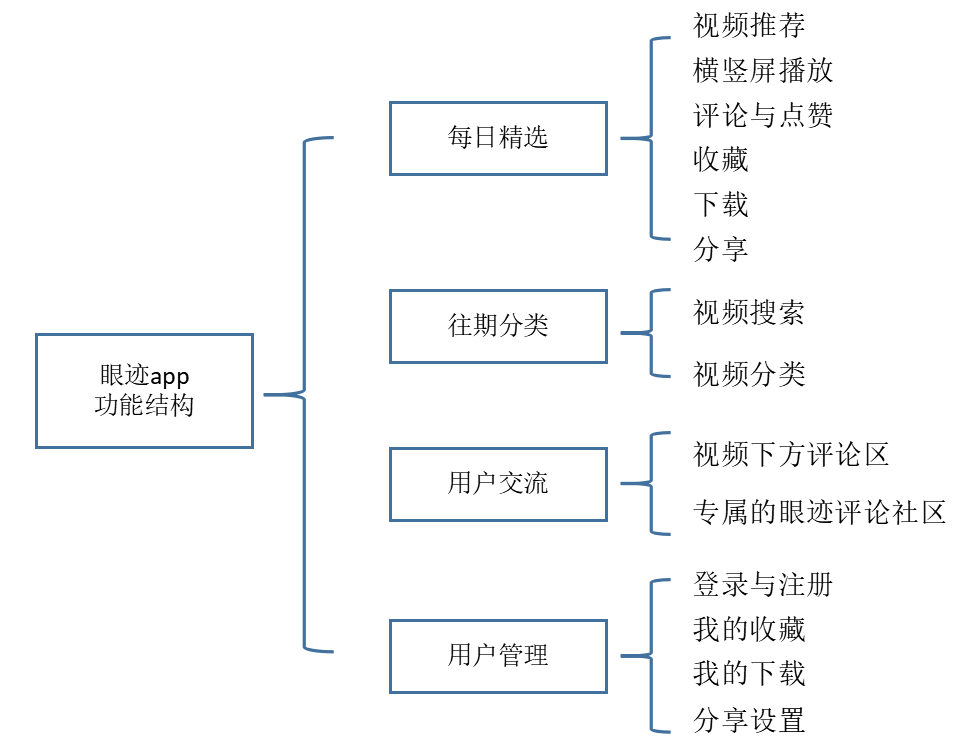 眼迹app
功能结构
每日精选
视频推荐
横竖屏播放
评论与点赞
收藏
下载
分享
往期分类
视频搜索
视频分类
用户交流
视频下方评论区
专属的眼迹评论社区
用户管理
登录与注册
我的收藏
我的下载
分享设置